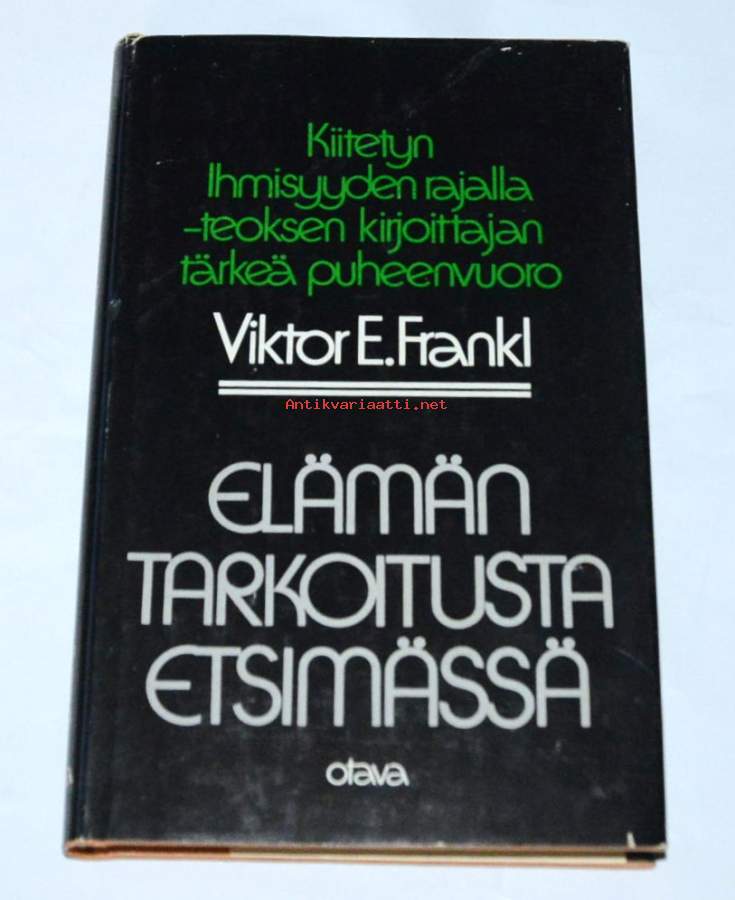 Kiitetyn
Ihmisyyden rajalla
-teoksen kirjoittajan
tärkeä puheenvuoro
Viktor E. Frankl
Antikvariaatti.net
ELÄMÄN
TARKOITUSTA
ETSIMÄSSÄ
otava